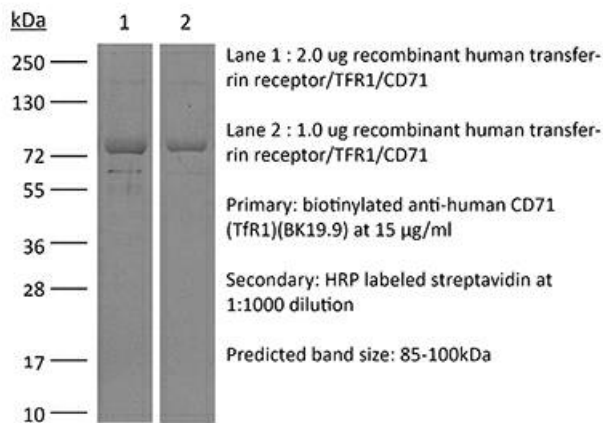 kDa
1 2
250
130
72
55
36
28
17
10
Lane 1 : 2.0 ug recombinant human transfer-
rin receptor/TFR1/CD71
Lane 2 : 1.0 ug recombinant human transfer-
rin receptor/TFR1/CD71
Primary: biotinylated anti-human CD71
(TfR1)(BK19.9) at 15 µg/ml
Secondary: HRP labeled streptavidin at
1:1000 dilution
Predicted band size: 85-100kDa